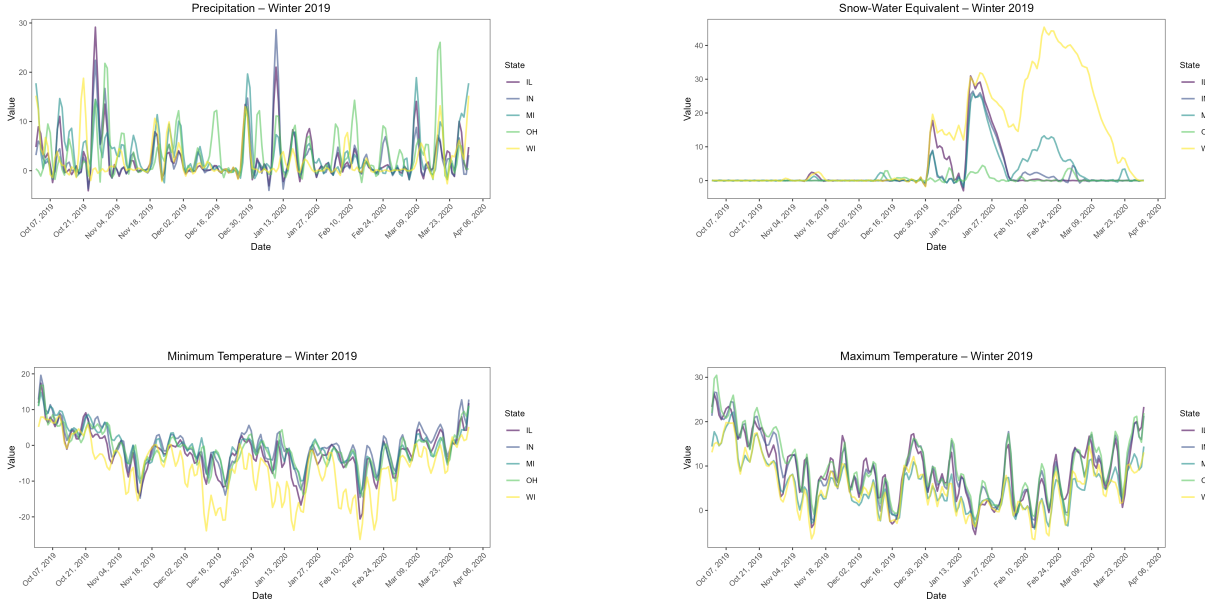 Precipitation – Winter 2019
30
20
10
0
Value
Oct 07, 2019
Oct 21, 2019
Nov 04, 2019
Nov 18, 2019
Dec 02, 2019
Dec 16, 2019
Dec 30, 2019
Jan 13, 2020
Jan 27, 2020
Feb 10, 2020
Feb 24, 2020
Mar 09, 2020
Mar 23, 2020
Apr 06, 2020
Date
State
IL
IN
MI
OH
WI
Snow-Water Equivalent – Winter 2019
40
30
20
10
0
Value
Oct 07, 2019
Oct 21, 2019
Nov 04, 2019
Nov 18, 2019
Dec 02, 2019
Dec 16, 2019
Dec 30, 2019
Jan 13, 2020
Jan 27, 2020
Feb 10, 2020
Feb 24, 2020
Mar 09, 2020
Mar 23, 2020
Apr 06, 2020
Date
State
Minimum Temperature – Winter 2019
20
10
0
-10
-20
Value
Oct 07, 2019
Oct 21, 2019
Nov 04, 2019
Nov 18, 2019
Dec 02, 2019
Dec 16, 2019
Dec 30, 2019
Jan 13, 2020
Jan 27, 2020
Feb 10, 2020
Feb 24, 2020
Mar 09, 2020
Mar 23, 2020
Apr 06, 2020
Date
State
IL
IN
MI
OH
WI
Maximum Temperature – Winter 2019
30
20
10
0
Value
Oct 07, 2019
Oct 21, 2019
Nov 04, 2019
Nov 18, 2019
Dec 02, 2019
Dec 16, 2019
Dec 30, 2019
Jan 13, 2020
Jan 27, 2020
Feb 10, 2020
Feb 24, 2020
Mar 09, 2020
Mar 23, 2020
Apr 06, 2020
Date
State